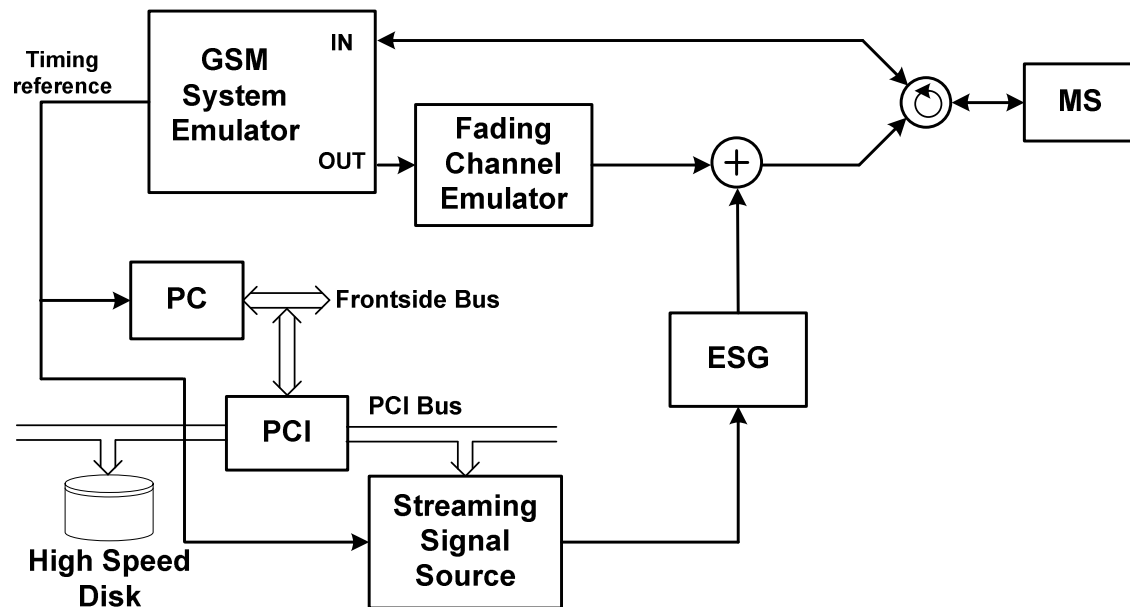 Timing
reference
GSM
System
Emulator
IN
OUT
Fading
Channel
Emulator
+
MS
PC
Frontside Bus
ESG
PCI
PCI Bus
High Speed
Disk
Streaming
Signal
Source